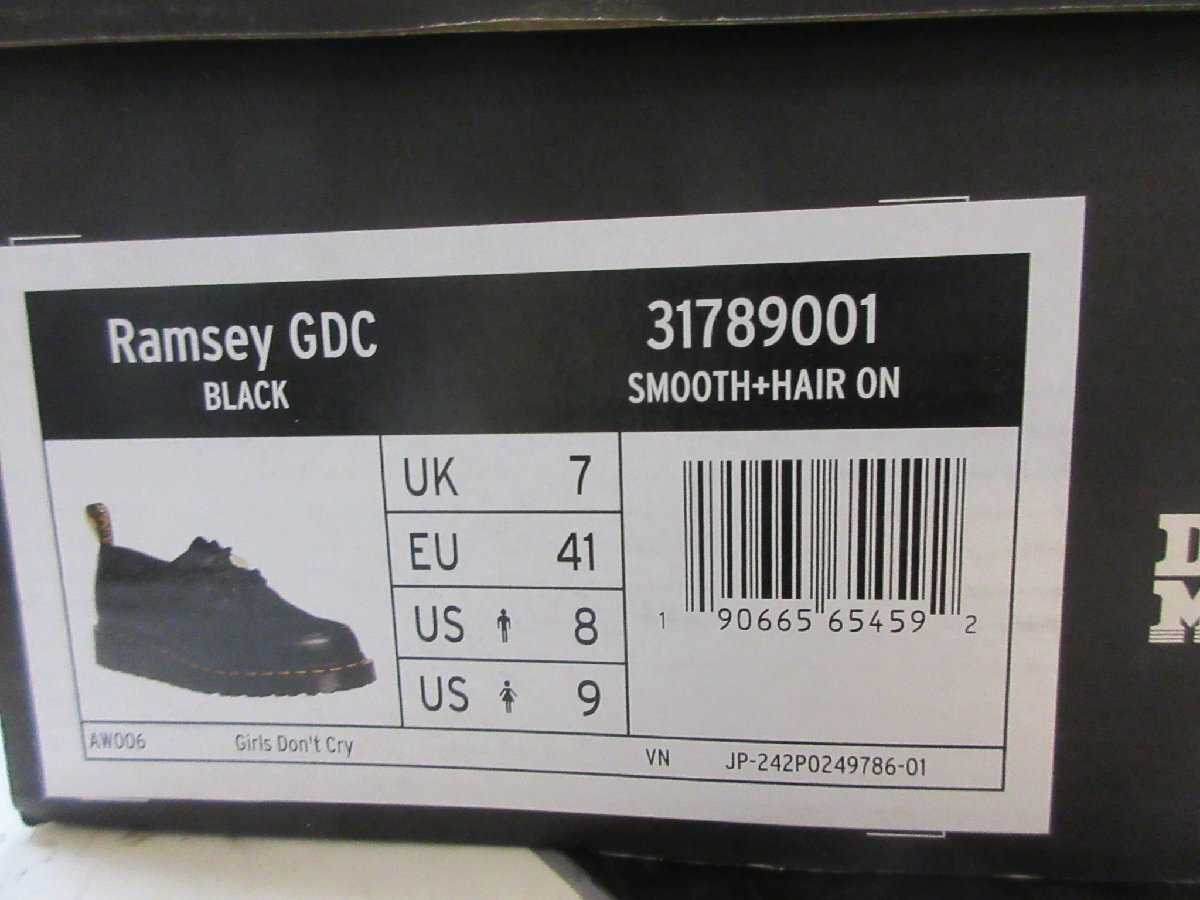 Ramsey GDC
BLACK
31789001
SMOOTH+HAIR ON
UK 7
EU 41
US 8
US 9
1 90665 65459 2
AW006 Girls Don't Cry VN JP-242P0249786-01